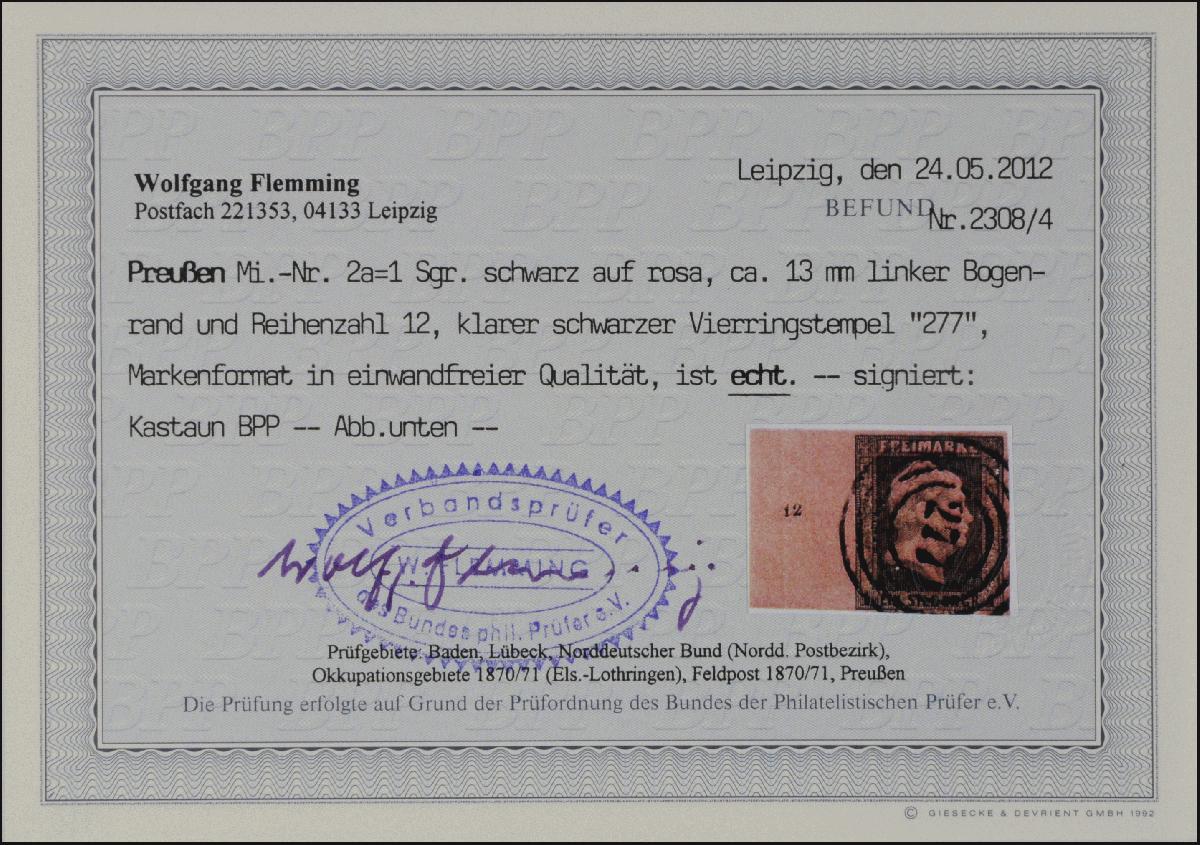 Wolfgang Flemming
Postfach 221353, 04133 Leipzig
Leipzig, den 24.05.2012
BEFUND Nr.2308/4
Preußen Mi.-Nr. 2a=1 Sgr. schwarz auf rosa, ca. 13 mm linker Bogen-
rand und Reihenzahl 12, klarer schwarzer Vierringstempel "277",
Markenformat in einwandfreier Qualität, ist echt. -- signiert:
Kastaun BPP -- Abb.unten --
FREIMARKE
12
Verbandsprüfer
W. FLEMMING
des Bundes phil. Prüfer e.V.
Prüfgebiete: Baden, Lübeck, Norddeutscher Bund (Nordd. Postbezirk),
Okkupationsgebiete 1870/71 (Els.-Lothringen), Feldpost 1870/71, Preußen
Die Prüfung erfolgte auf Grund der Prüfordnung des Bundes der Philatelistischen Prüfer e.V.
© GIESECKE & DEVRIENT GMBH 1992